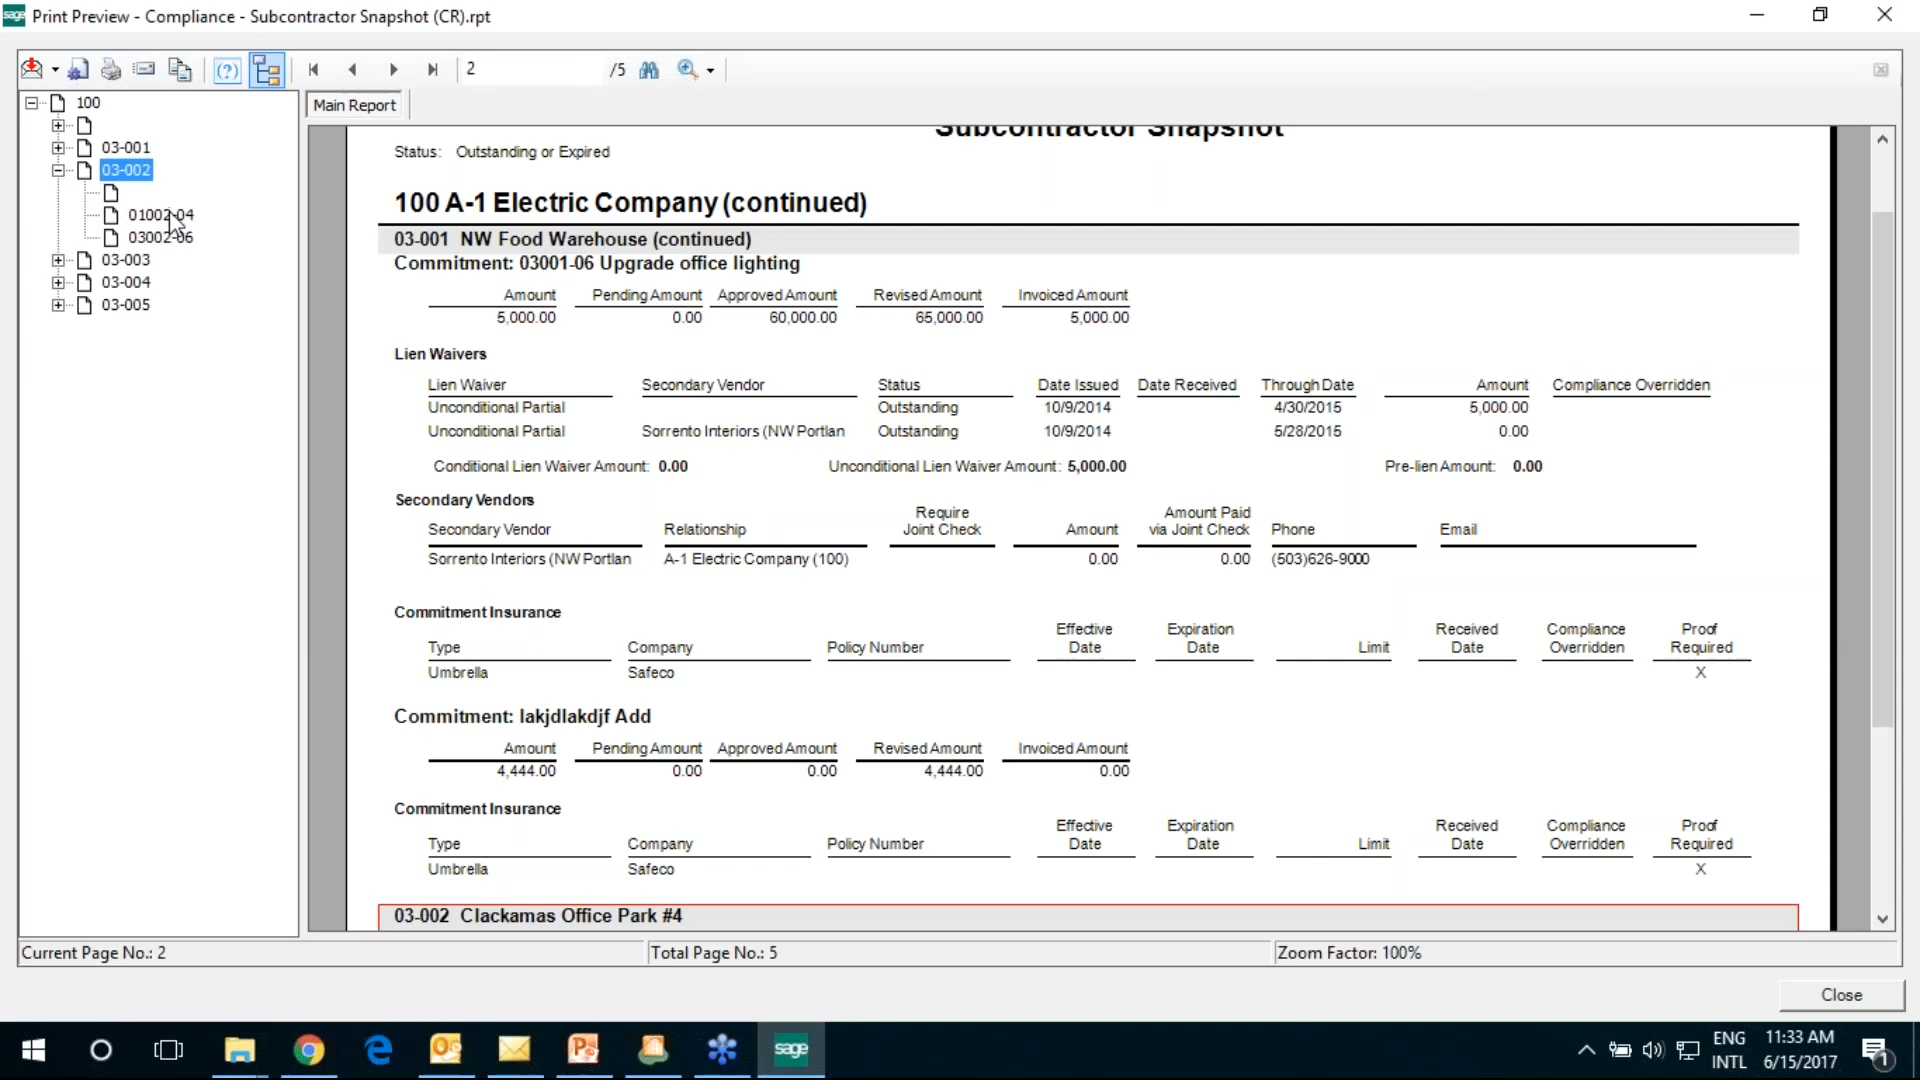 sage Print Preview - Compliance - Subcontractor Snapshot (CR).rpt
(?) 2 /5
100
03-001
03-002
01002-04
03002-06
03-003
03-004
03-005
Main Report
Subcontractor Snapshot
Status: Outstanding or Expired
100 A-1 Electric Company (continued)
03-001 NW Food Warehouse (continued)
Commitment: 03001-06 Upgrade office lighting
Amount Pending Amount Approved Amount Revised Amount Invoiced Amount
5,000.00 0.00 60,000.00 65,000.00 5,000.00
Lien Waivers
Lien Waiver Secondary Vendor Status Date Issued Date Received Through Date Amount Compliance Overridden
Unconditional Partial Outstanding 10/9/2014 4/30/2015 5,000.00
Unconditional Partial Sorrento Interiors (NW Portlan Outstanding 10/9/2014 5/28/2015 0.00
Conditional Lien Waiver Amount: 0.00 Unconditional Lien Waiver Amount: 5,000.00 Pre-lien Amount: 0.00
Secondary Vendors
Require Amount Paid
Secondary Vendor Relationship Joint Check Amount via Joint Check Phone Email
Sorrento Interiors (NW Portlan A-1 Electric Company (100) 0.00 0.00 (503)626-9000
Commitment Insurance
Effective Expiration Received Compliance Proof
Type Company Policy Number Date Date Limit Date Overridden Required
Umbrella Safeco X
Commitment: lakjdlakdjf Add
Amount Pending Amount Approved Amount Revised Amount Invoiced Amount
4,444.00 0.00 0.00 4,444.00 0.00
Commitment Insurance
Effective Expiration Received Compliance Proof
Type Company Policy Number Date Date Limit Date Overridden Required
Umbrella Safeco X
03-002 Clackamas Office Park #4
Current Page No.: 2 Total Page No.: 5 Zoom Factor: 100%
Close
sage
ENG 11:33 AM
INTL 6/15/2017 1